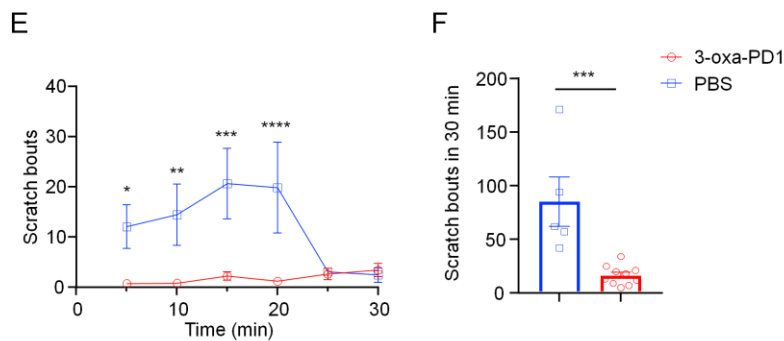 E
Scratch bouts
40
30
20
10
0
0
10
20
30
Time (min)
*
**
***
****
F
3-oxa-PD1
PBS
Scratch bouts in 30 min
200
150
100
50
0
***